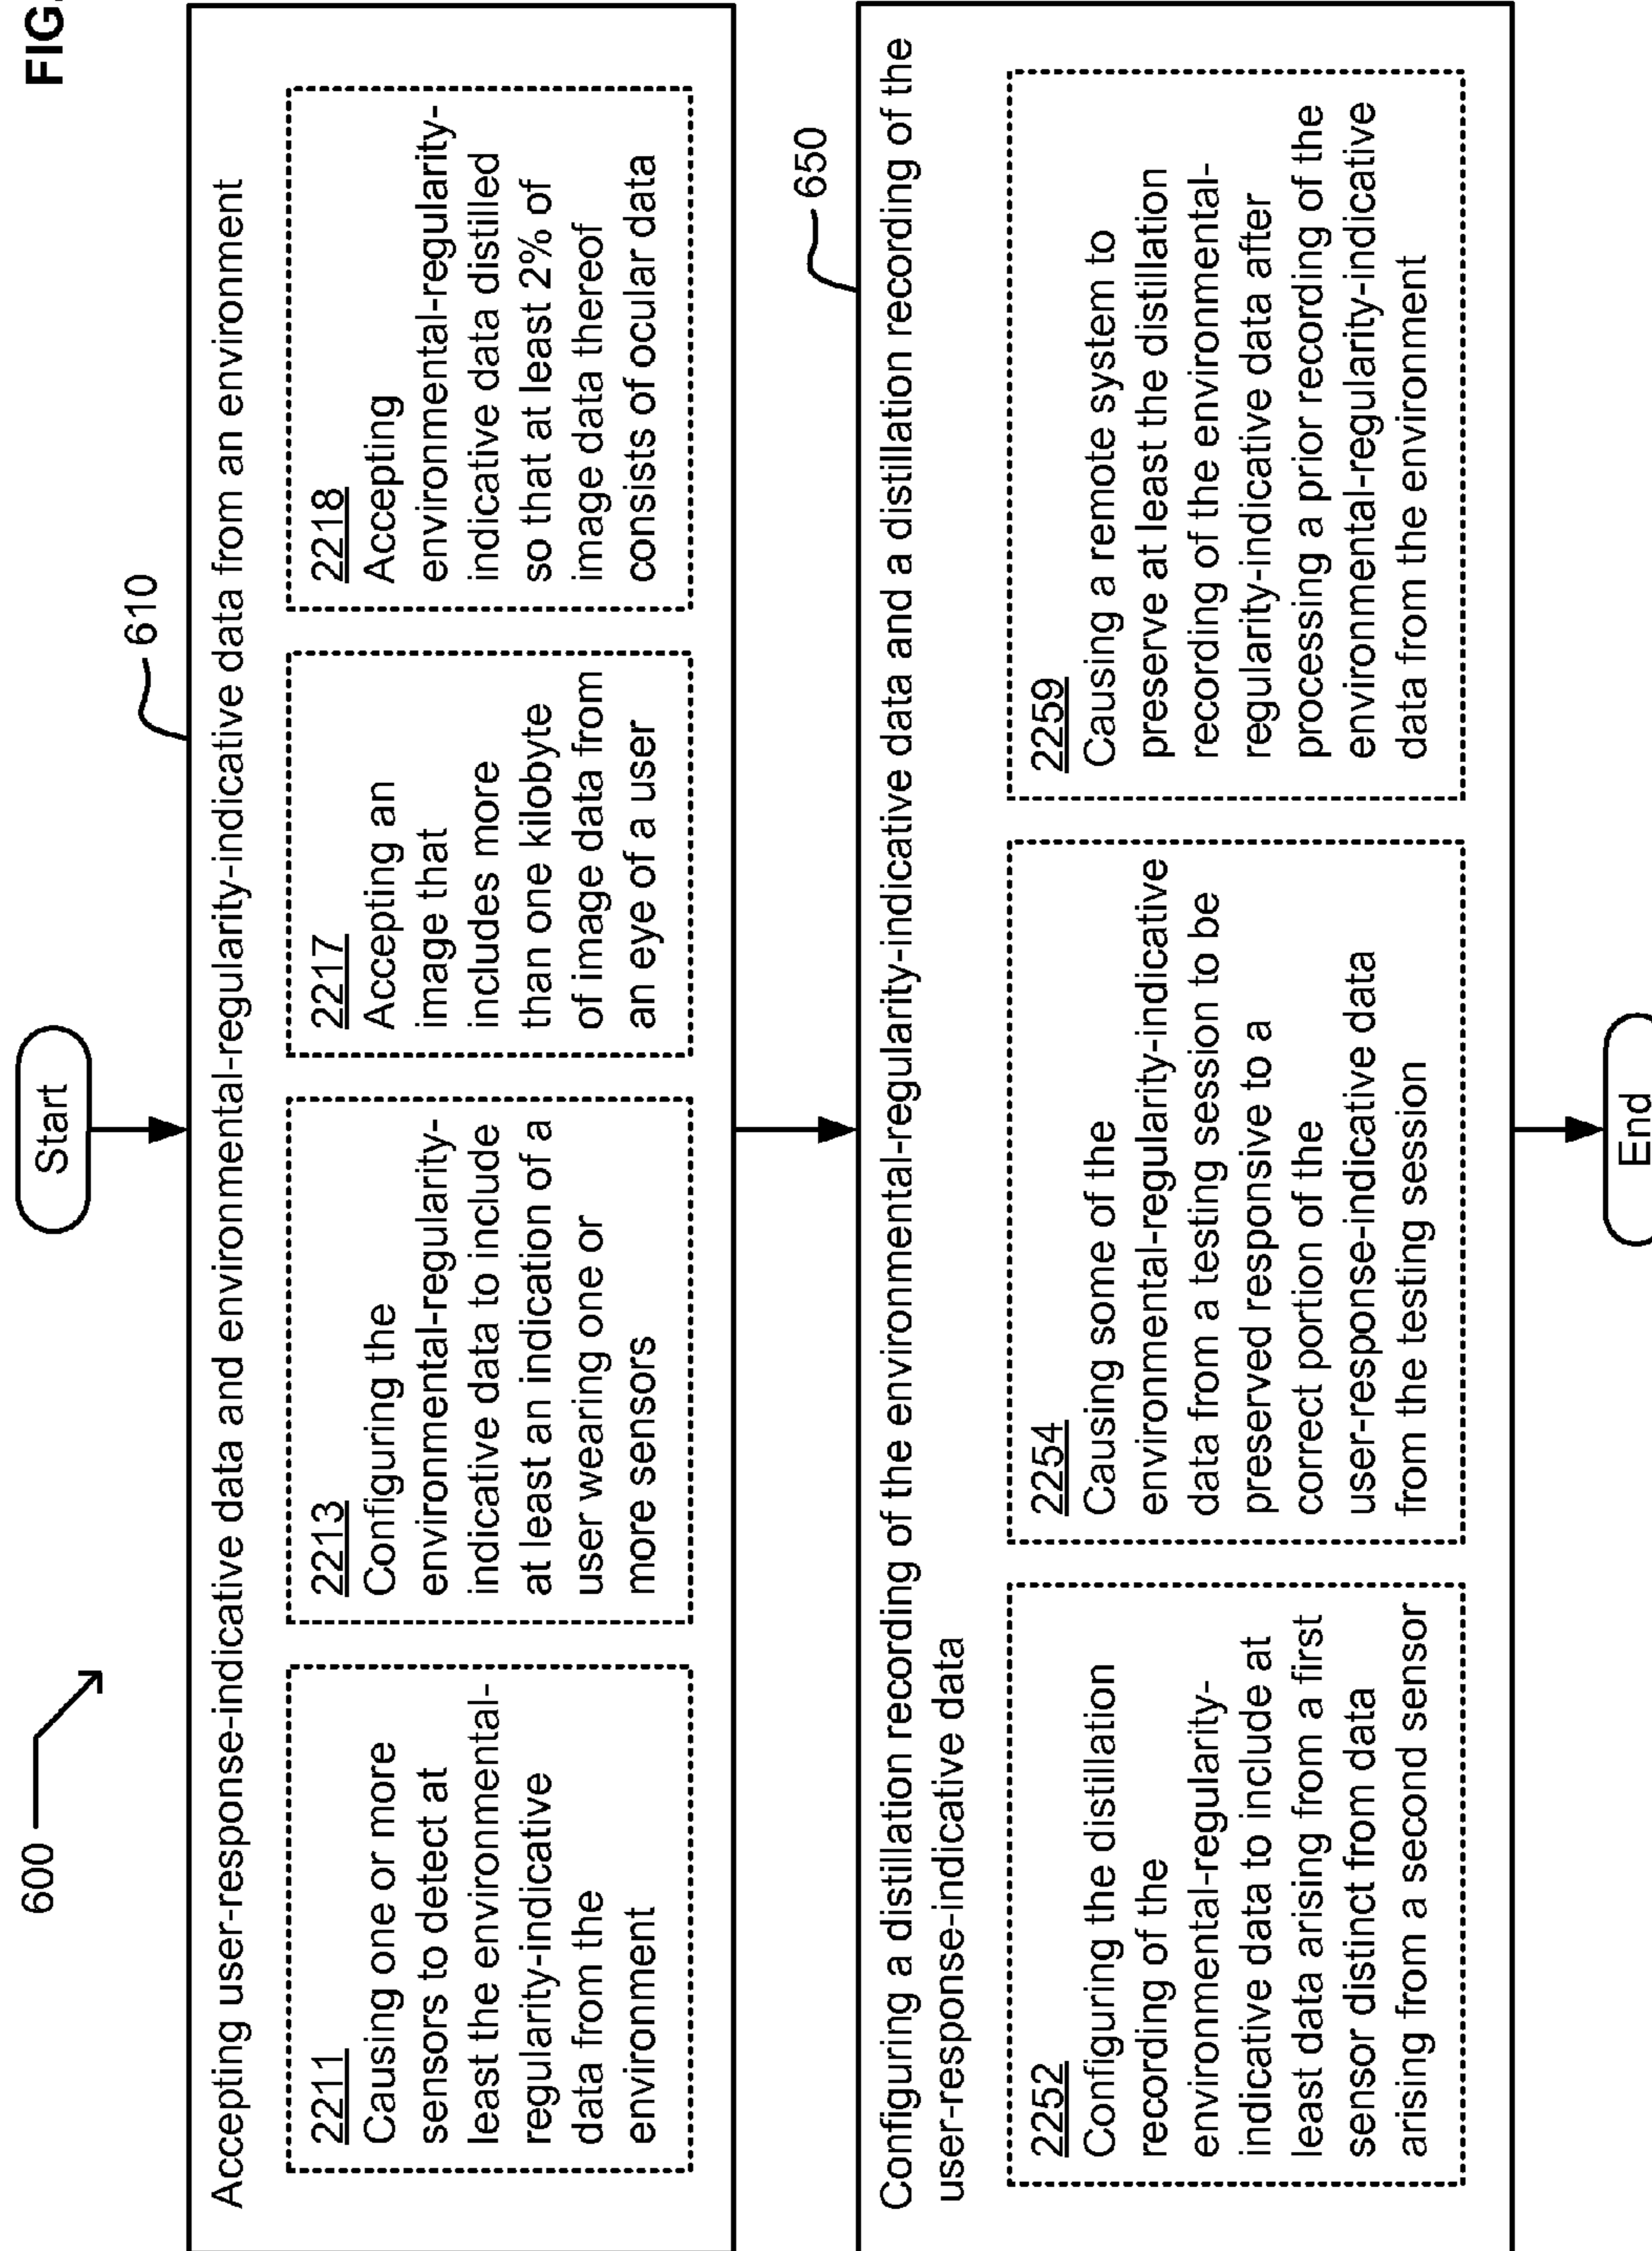 FIG.
600
Start
610
Accepting user-response-indicative data and environmental-regularity-indicative data from an environment
2211
Causing one or more
sensors to detect at
least the environmental-
regularity-indicative
data from the
environment
2213
Configuring the
environmental-regularity-
indicative data to include
at least an indication of a
user wearing one or
more sensors
2217
Accepting an
image that
includes more
than one kilobyte
of image data from
an eye of a user
2218
Accepting
environmental-regularity-
indicative data distilled
so that at least 2% of
image data thereof
consists of ocular data
650
Configuring a distillation recording of the environmental-regularity-indicative data and a distillation recording of the
user-response-indicative data
2252
Configuring the distillation
recording of the
environmental-regularity-
indicative data to include at
least data arising from a first
sensor distinct from data
arising from a second sensor
2254
Causing some of the
environmental-regularity-indicative
data from a testing session to be
preserved responsive to a
correct portion of the
user-response-indicative data
from the testing session
2259
Causing a remote system to
preserve at least the distillation
recording of the environmental-
regularity-indicative data after
processing a prior recording of the
environmental-regularity-indicative
data from the environment
End